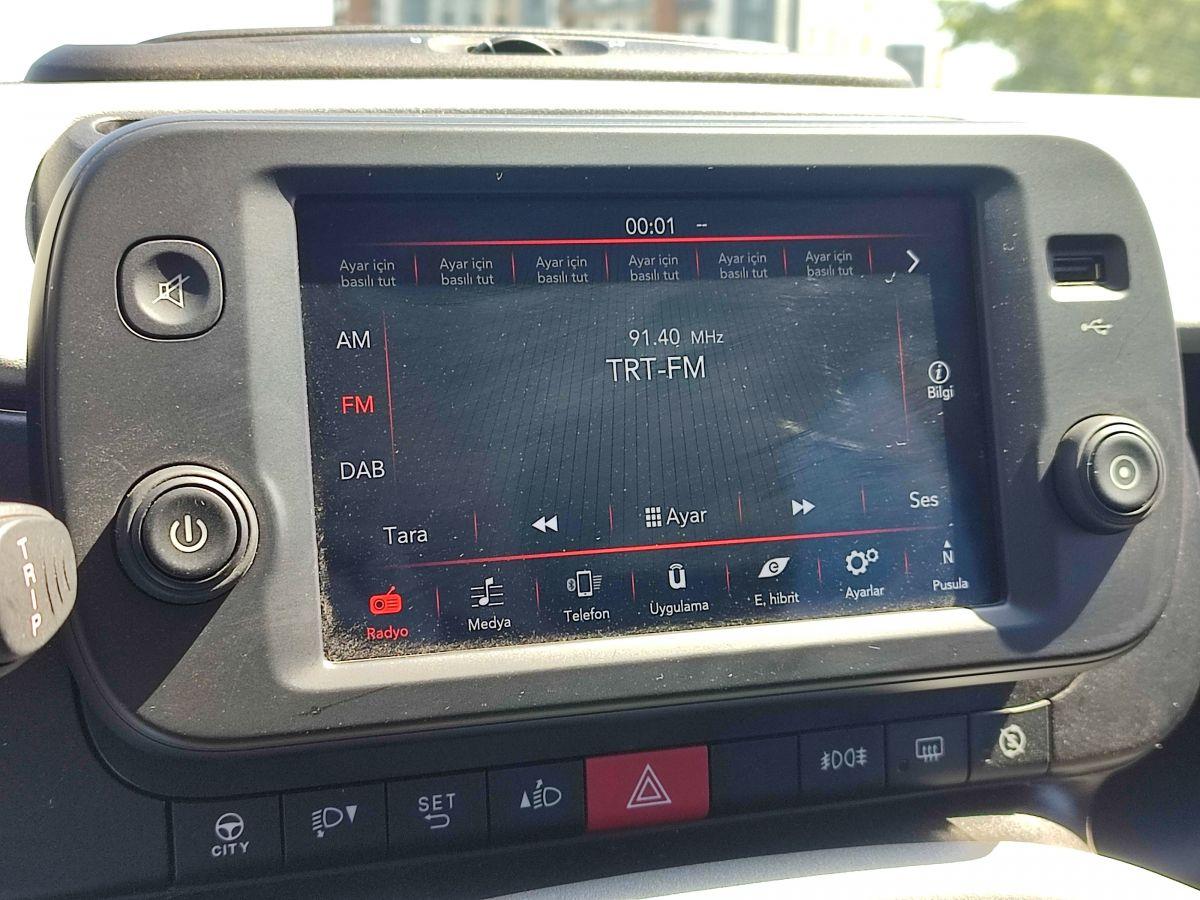 00:01 --
Ayar için
basılı tut
Ayar için
basılı tut
Ayar için
basılı tut
Ayar için
basılı tut
Ayar için
basılı tut
Ayar için
basılı tut
AM
91.40 MHz
TRT-FM
FM
i
Bilgi
DAB
Tara
Ayar
Ses
Radyo
Medya
Telefon
Uygulama
e
E, hibrit
Ayarlar
N
Pusula
TRIP
CITY
SET